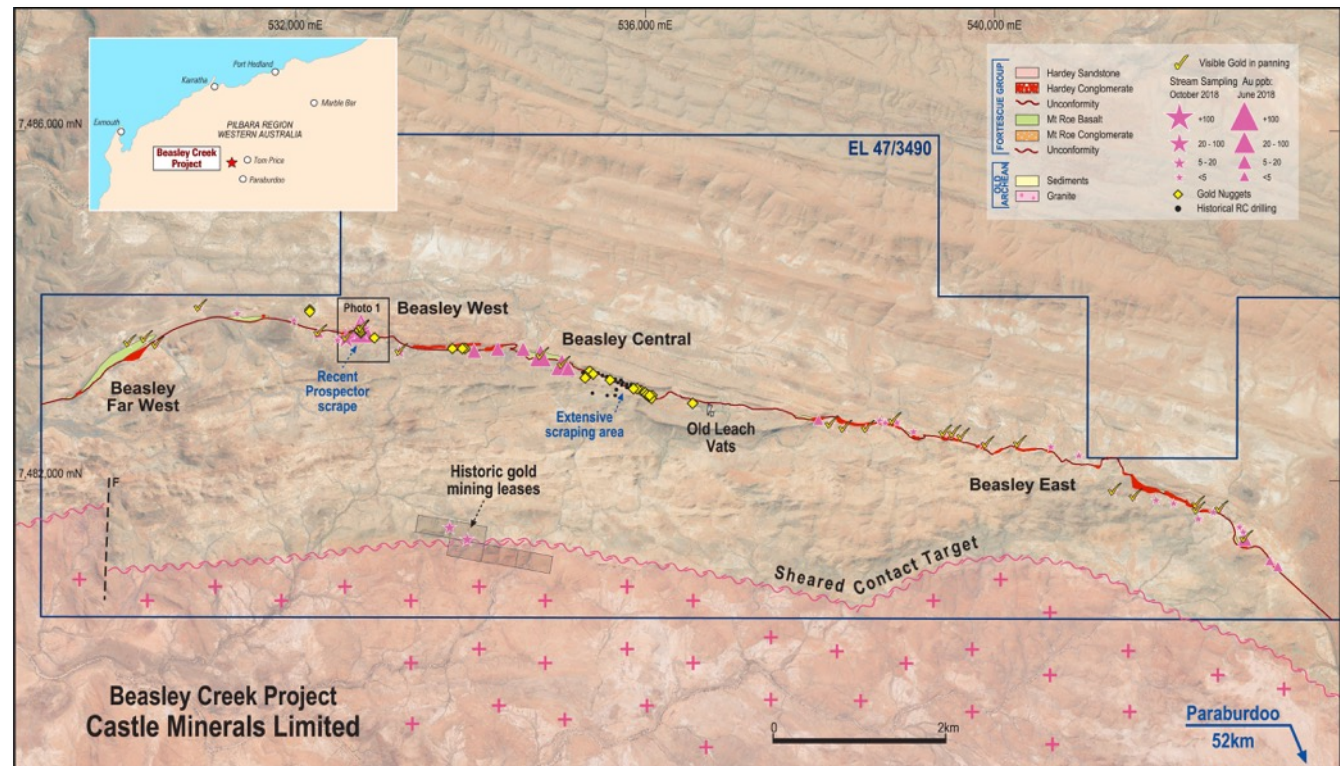 532,000 mE
536,000 mE
540,000 mE
7,486,000 mN
7,482,000 mN
Port Hedland
Karratha
Marble Bar
Exmouth
PILBARA REGION
WESTERN AUSTRALIA
Beasley Creek
Project
Tom Price
Paraburdoo
EL 47/3490
FORTESCUE GROUP
Hardey Sandstone
Hardey Conglomerate
Unconformity
Mt Roe Basalt
Mt Roe Conglomerate
Unconformity
OLD
ARCHEAN
Sediments
Granite
Visible Gold in panning
Stream Sampling Au ppb:
October 2018 June 2018
+100 +100
20 - 100 20 - 100
5 - 20 5 - 20
<5 <5
Gold Nuggets
Historical RC drilling
Photo 1
Beasley West
Beasley Central
Beasley
Far West
Recent
Prospector
scrape
Extensive
scraping area
Old Leach
Vats
Beasley East
Historic gold
mining leases
F
Sheared Contact Target
Beasley Creek Project
Castle Minerals Limited
0 2km
Paraburdoo
52km